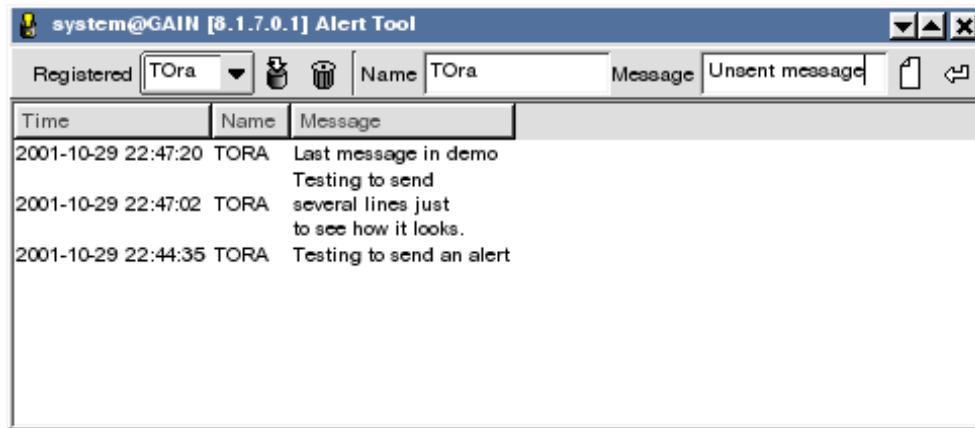 system@GAIN [8.1.7.0.1] Alert Tool
Registered TOra Name TOra Message Unsent message
Time Name Message
2001-10-29 22:47:20 TORA Last message in demo
Testing to send
2001-10-29 22:47:02 TORA several lines just
to see how it looks.
2001-10-29 22:44:35 TORA Testing to send an alert